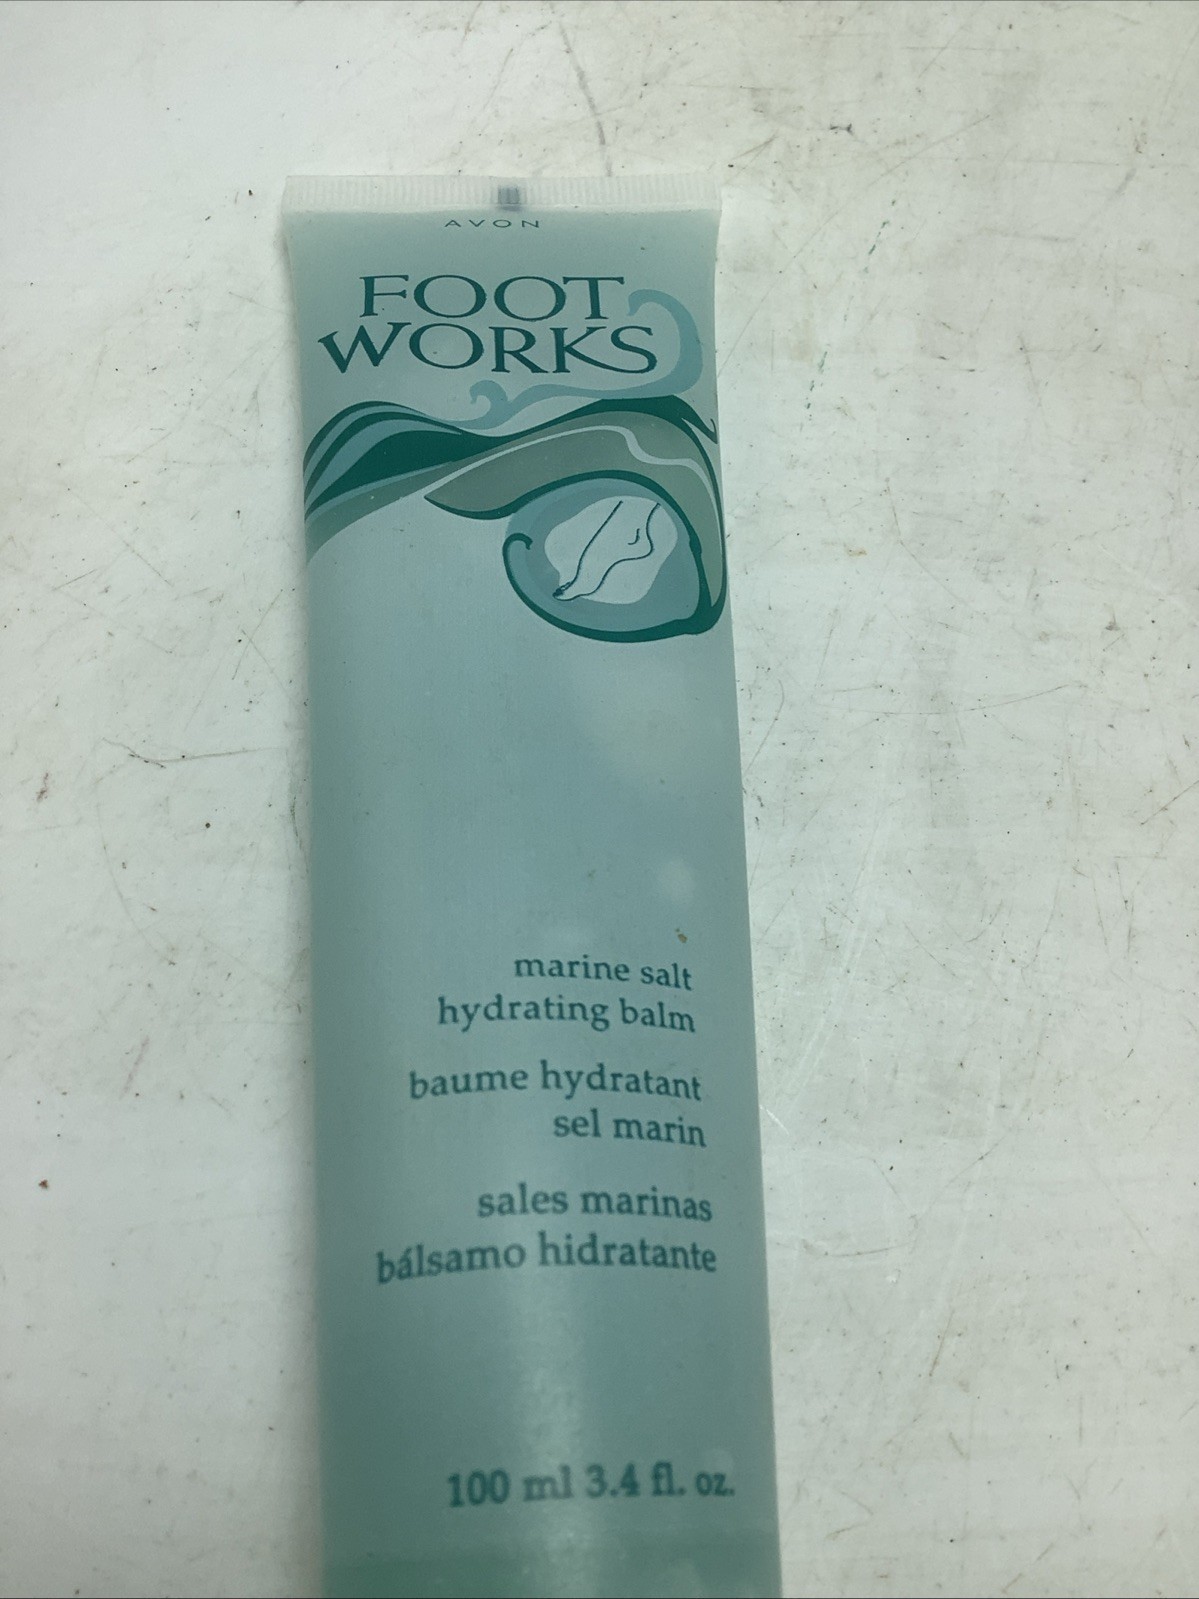 AVON
FOOT
WORKS
marine salt
hydrating balm
baume hydratant
sel marin
sales marinas
bálsamo hidratante
100 ml 3.4 fl. oz.